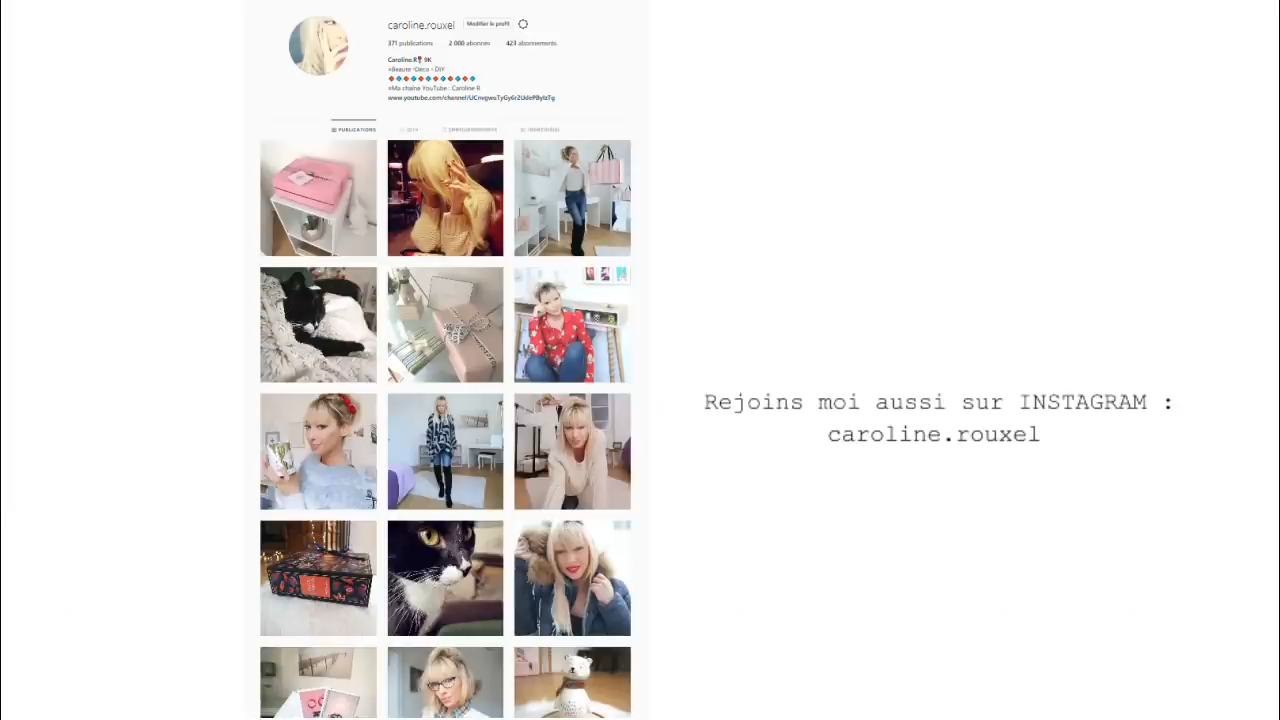 caroline.rouxel Modifier le profil
371 publications 2 000 abonnés 423 abonnements
Caroline.R🎈 9K
•Beauté •Déco • DIY
•Ma chaîne YouTube : Caroline R
PUBLICATIONS
Rejoins moi aussi sur INSTAGRAM :
caroline.rouxel